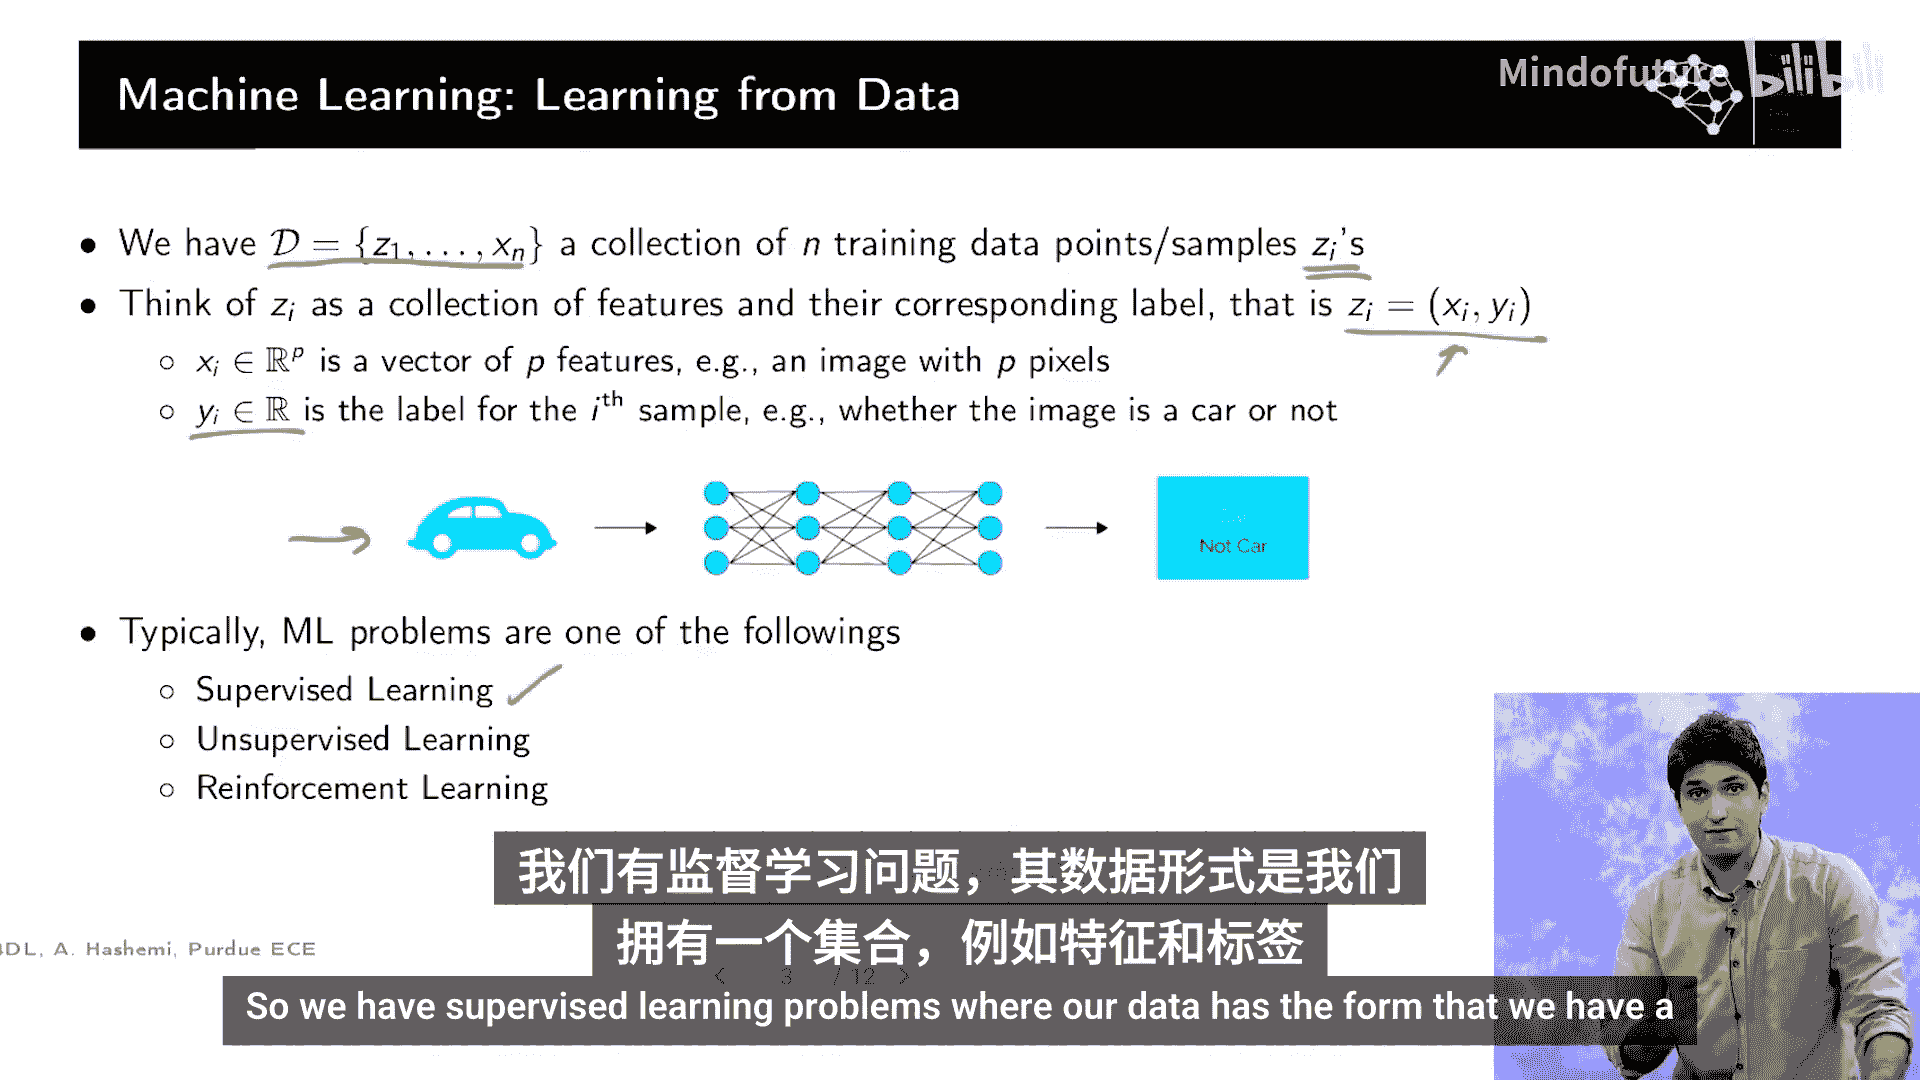 Machine Learning: Learning from Data
Mindofuture
bilibili
• We have 𝒟 = {z₁, . . . , xₙ} a collection of n training data points/samples zᵢ's
• Think of zᵢ as a collection of features and their corresponding label, that is zᵢ = (xᵢ, yᵢ)
○ xᵢ ∈ ℝᵖ is a vector of p features, e.g., an image with p pixels
○ yᵢ ∈ ℝ is the label for the iᵗʰ sample, e.g., whether the image is a car or not
Not Car
• Typically, ML problems are one of the followings
○ Supervised Learning
○ Unsupervised Learning
○ Reinforcement Learning
我们有监督学习问题，其数据形式是我们
拥有一个集合，例如特征和标签
DL, A. Hashemi, Purdue ECE
< 3 / 12 >
So we have supervised learning problems where our data has the form that we have a